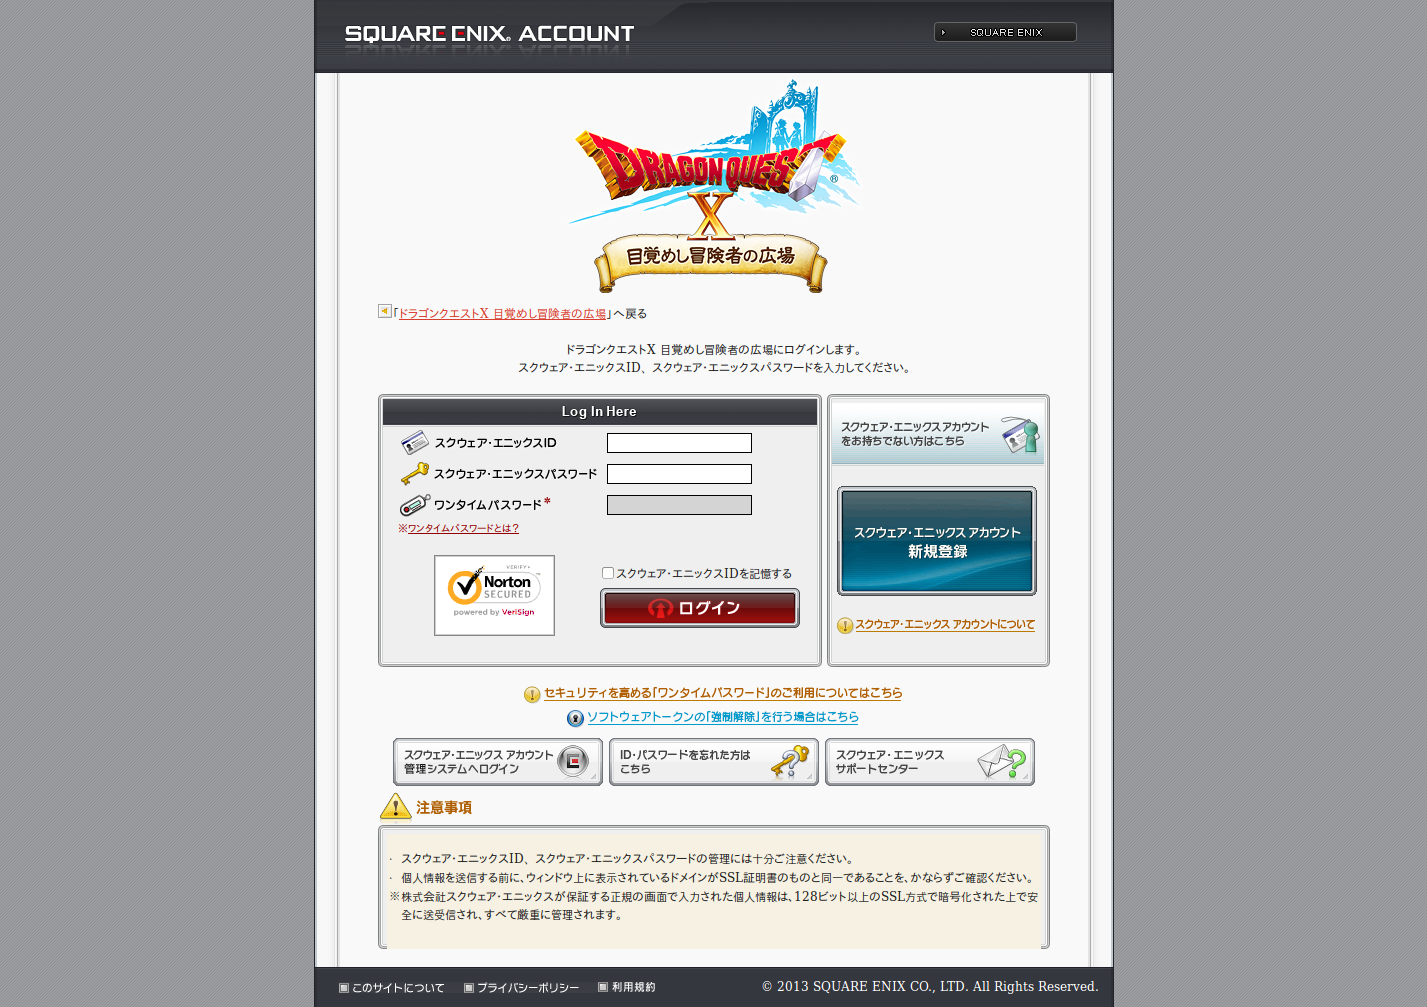 SQUARE ENIX. ACCOUNT
SQUARE ENIX
DRAGON QUEST®
X
目覚めし冒険者の広場
「ドラゴンクエストX 目覚めし冒険者の広場」へ戻る
ドラゴンクエストX 目覚めし冒険者の広場にログインします。
スクウェア・エニックスID、スクウェア・エニックスパスワードを入力してください。
Log In Here
スクウェア・エニックスID
スクウェア・エニックスパスワード
ワンタイムパスワード*
※ワンタイムパスワードとは？
VERIFY▸
Norton™
SECURED
powered by VeriSign
スクウェア・エニックスIDを記憶する
ログイン
スクウェア・エニックスアカウント
をお持ちでない方はこちら
スクウェア・エニックス アカウント
新規登録
スクウェア・エニックス アカウントについて
セキュリティを高める「ワンタイムパスワード」のご利用についてはこちら
ソフトウェアトークンの「強制解除」を行う場合はこちら
スクウェア・エニックス アカウント
管理システムへログイン
ID・パスワードを忘れた方は
こちら
スクウェア・エニックス
サポートセンター
注意事項
・ スクウェア・エニックスID、スクウェア・エニックスパスワードの管理には十分ご注意ください。
・ 個人情報を送信する前に、ウィンドウ上に表示されているドメインがSSL証明書のものと同一であることを、かならずご確認ください。
※株式会社スクウェア・エニックスが保証する正規の画面で入力された個人情報は、128ビット以上のSSL方式で暗号化された上で安
全に送受信され、すべて厳重に管理されます。
このサイトについて
プライバシーポリシー
利用規約
© 2013 SQUARE ENIX CO., LTD. All Rights Reserved.